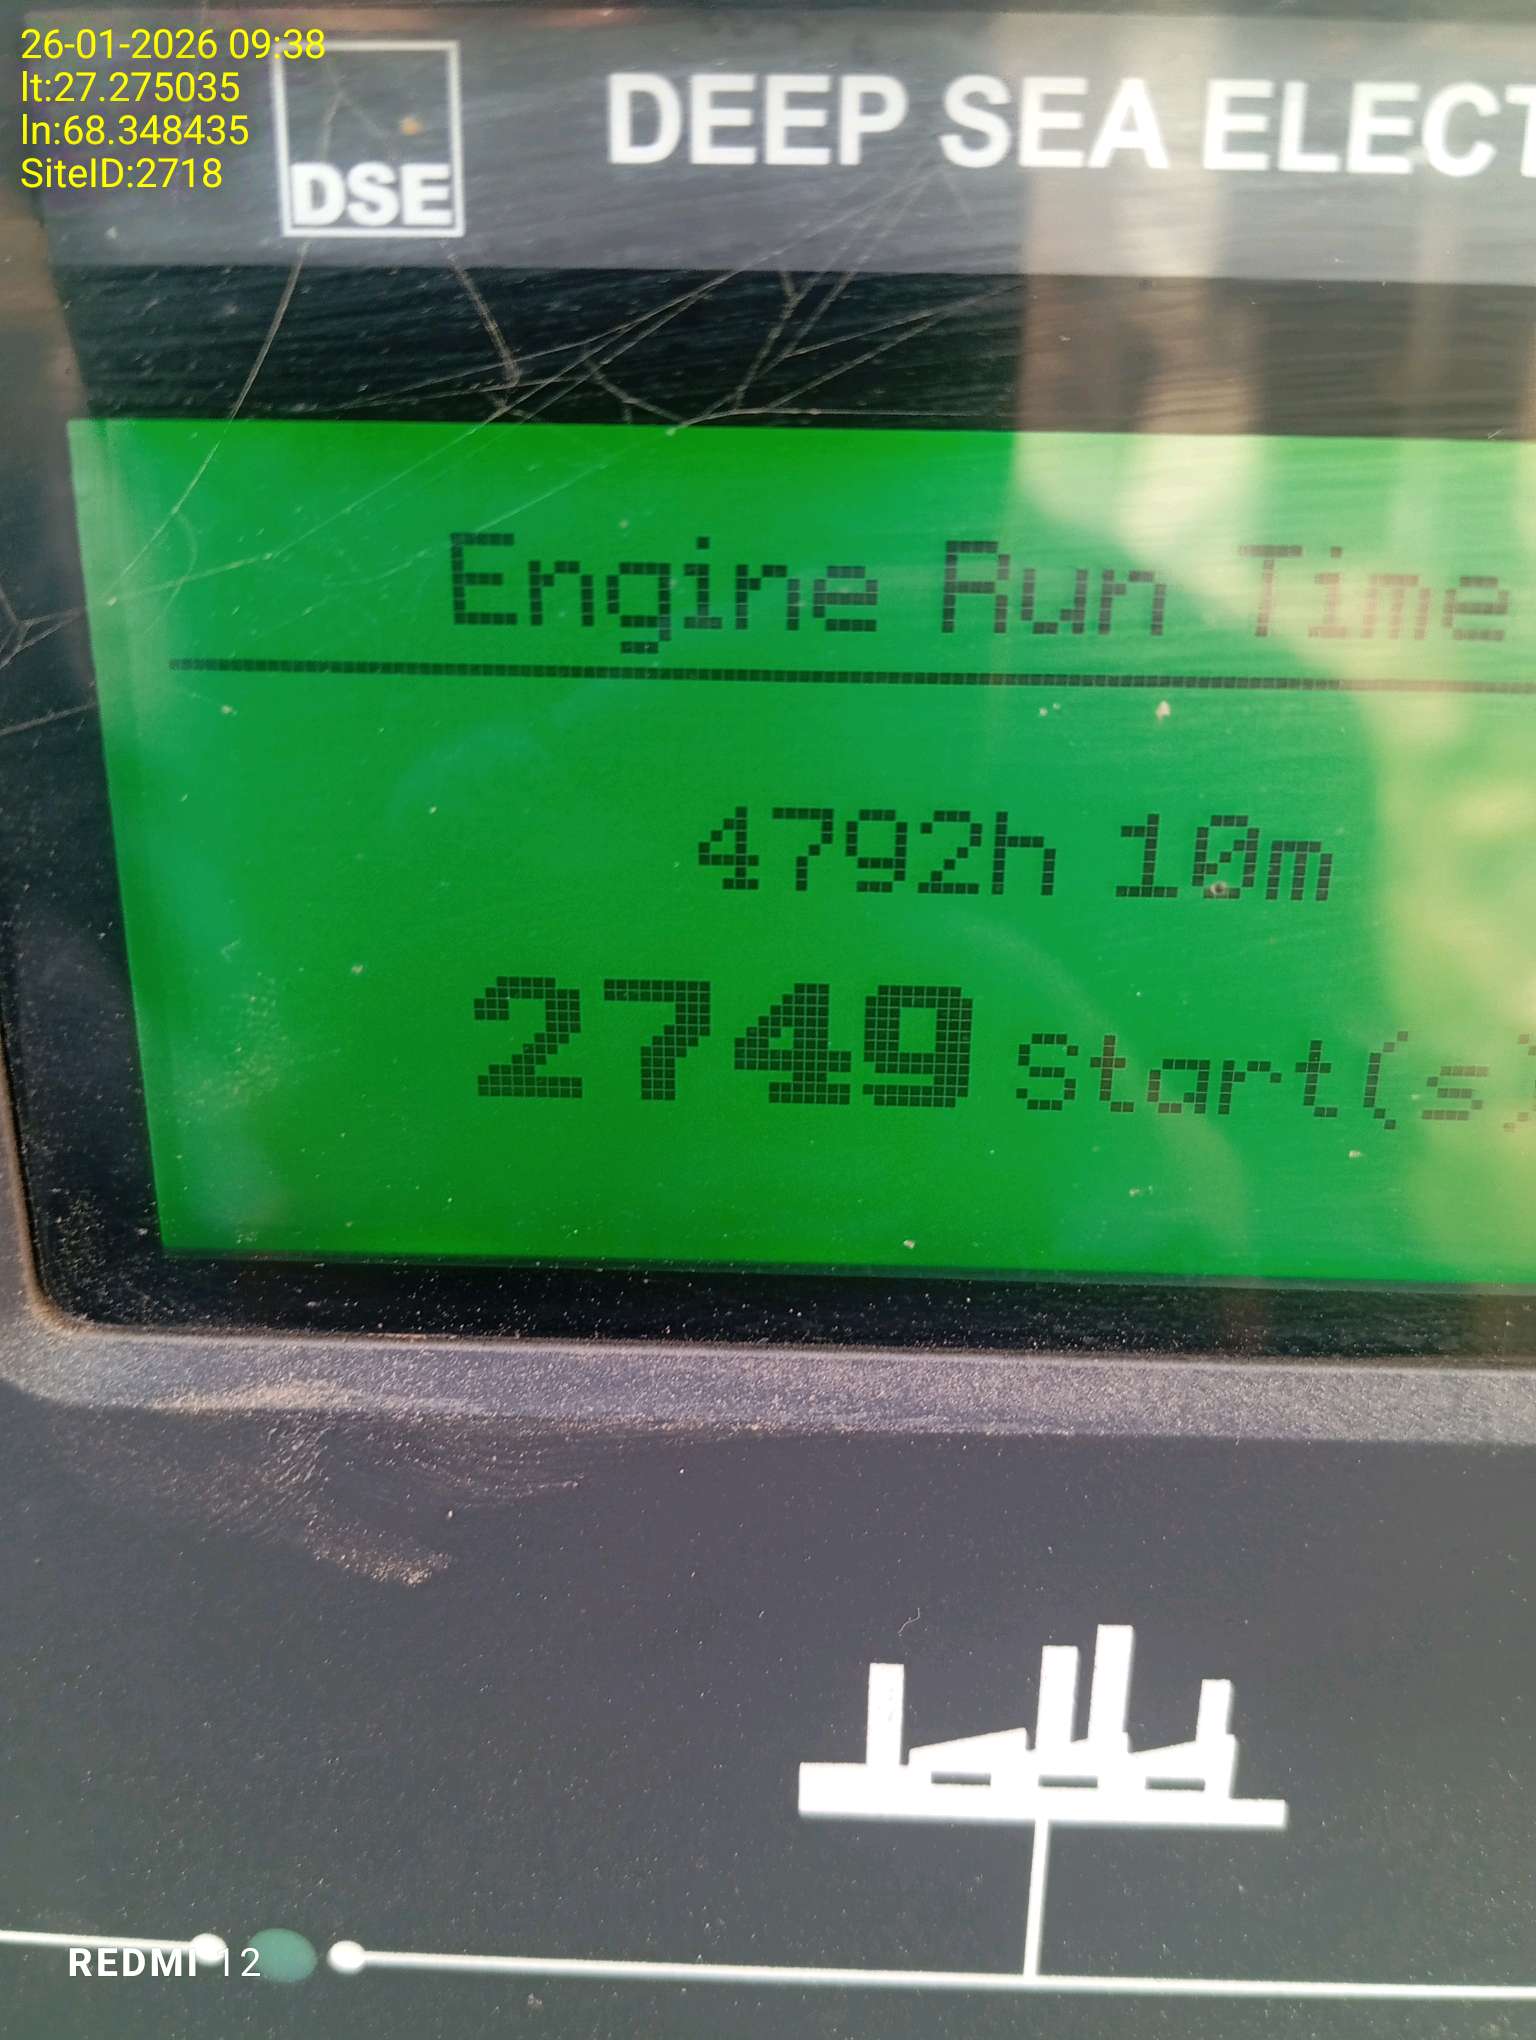 26-01-2026 09:38
lt:27.275035
ln:68.348435
SiteID:2718
DSE
DEEP SEA ELECT
Engine Run Time
4792h 10m
2749 Start(s)
REDMI 12